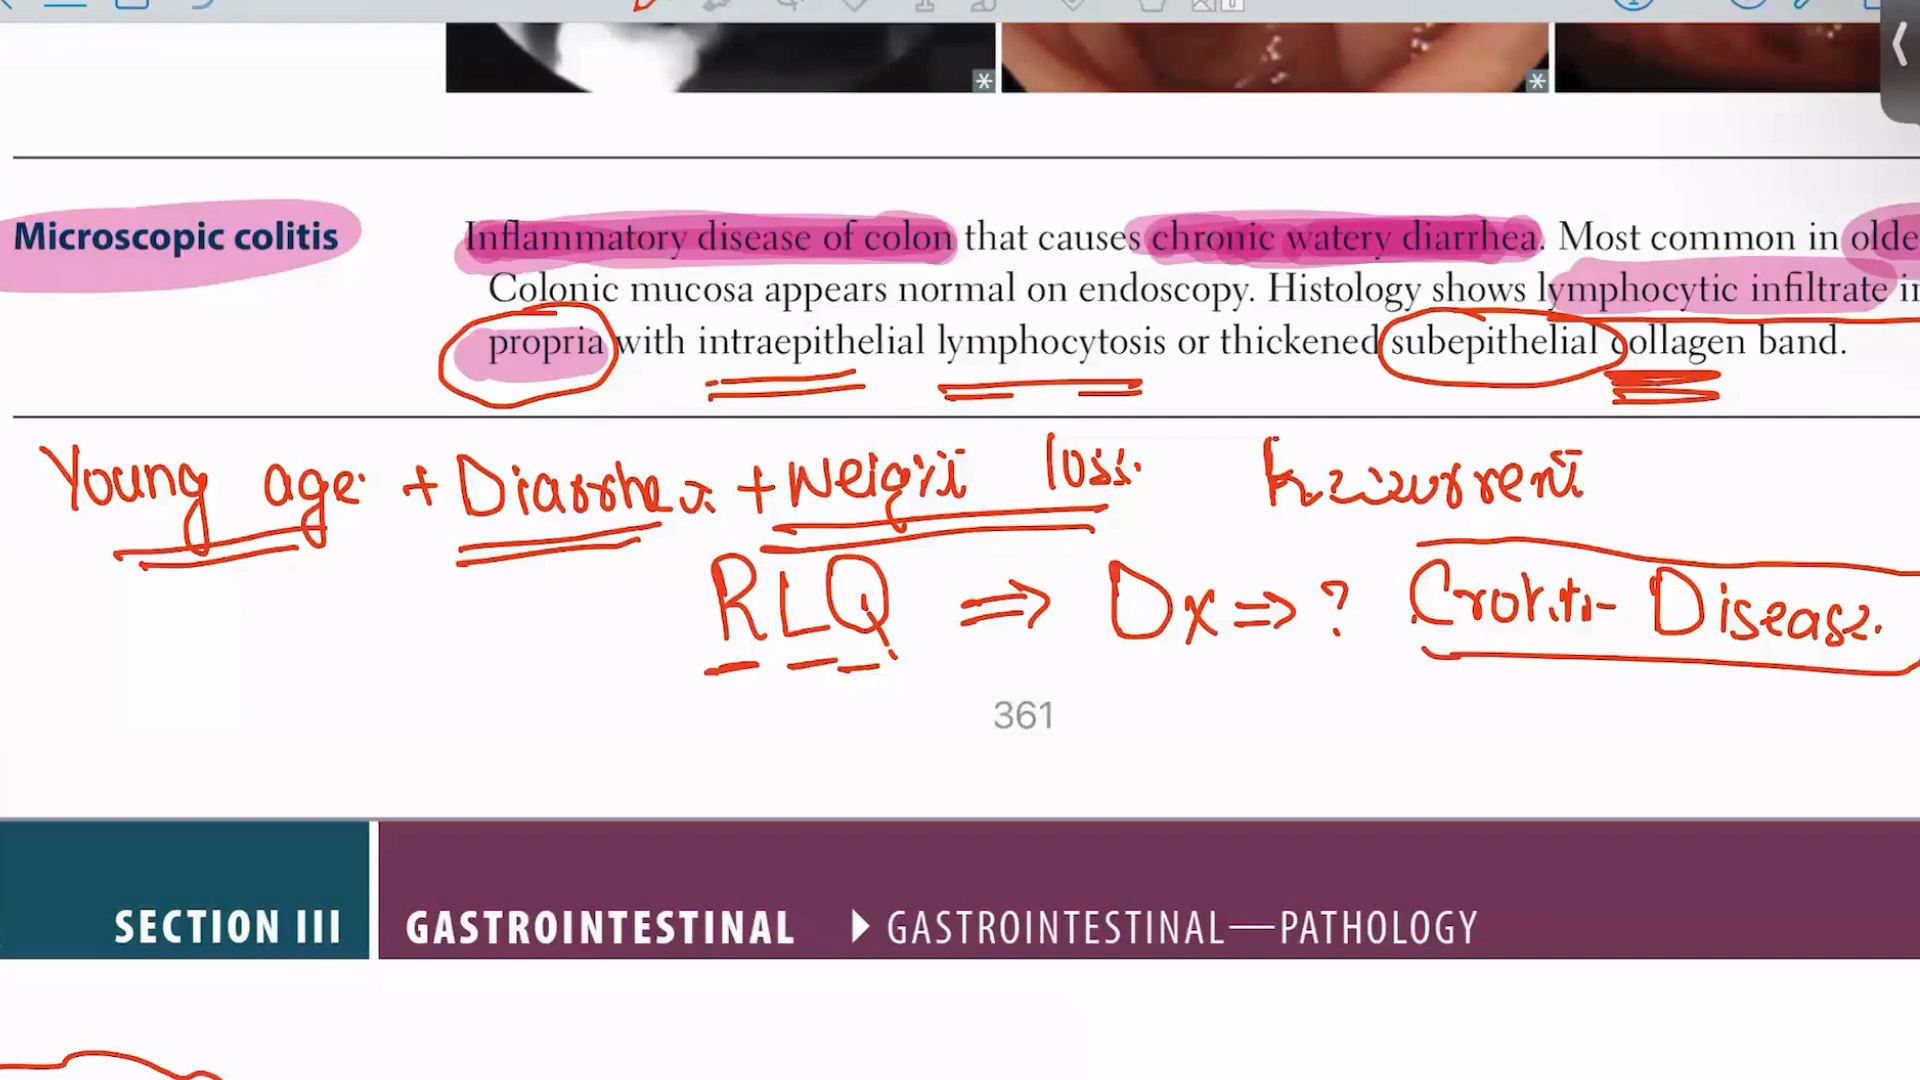 Microscopic colitis
Inflammatory disease of colon that causes chronic watery diarrhea. Most common in olde
Colonic mucosa appears normal on endoscopy. Histology shows lymphocytic infiltrate in
propria with intraepithelial lymphocytosis or thickened subepithelial collagen band.
Young age + Diarrhea + Weight loss.
RLQ ⇒ Dx ⇒ ? Disease.
361
SECTION III GASTROINTESTINAL ▶ GASTROINTESTINAL—PATHOLOGY